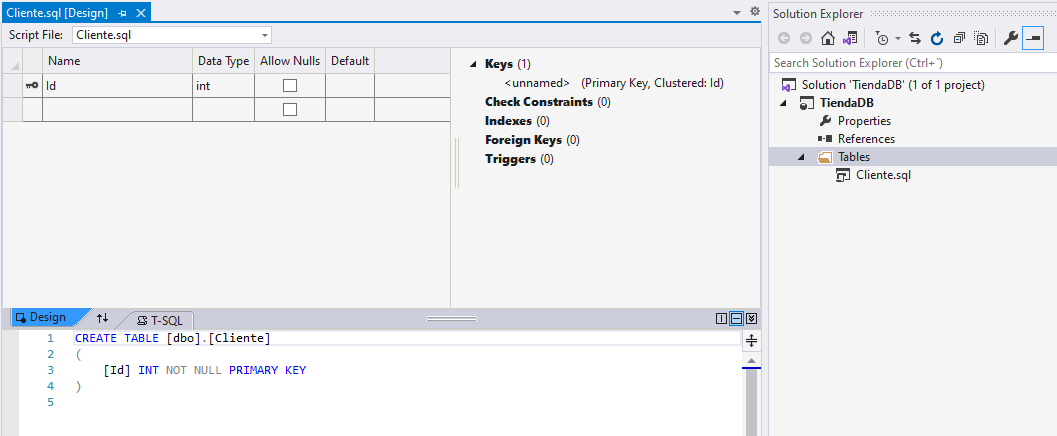 Cliente.sql [Design]
Script File: Cliente.sql
Name Data Type Allow Nulls Default
Id int
Keys (1)
<unnamed> (Primary Key, Clustered: Id)
Check Constraints (0)
Indexes (0)
Foreign Keys (0)
Triggers (0)
Design T-SQL
1 CREATE TABLE [dbo].[Cliente]
2 (
3 [Id] INT NOT NULL PRIMARY KEY
4 )
5
Solution Explorer
Search Solution Explorer (Ctrl+`)
Solution 'TiendaDB' (1 of 1 project)
TiendaDB
Properties
References
Tables
Cliente.sql